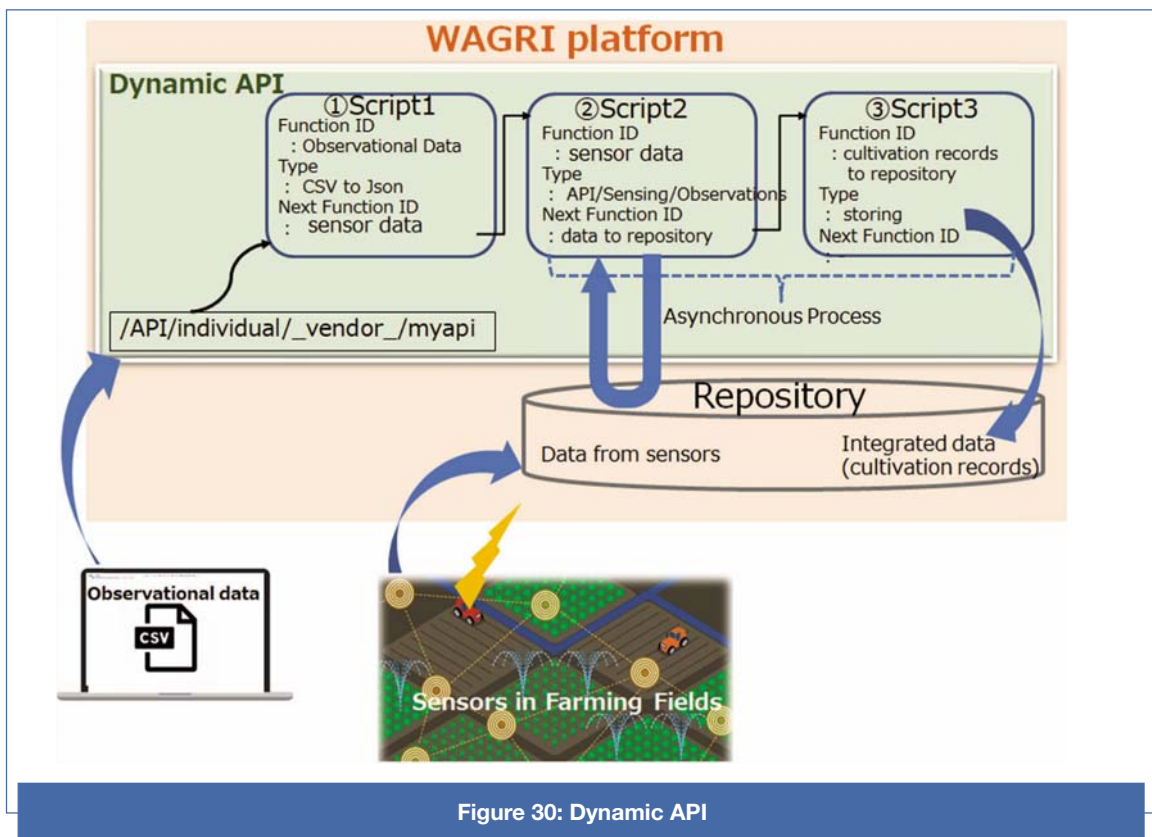 WAGRI platform
Dynamic API
①Script1
Function ID
: Observational Data
Type
: CSV to Json
Next Function ID
: sensor data
②Script2
Function ID
: sensor data
Type
: API/Sensing/Observations
Next Function ID
: data to repository
③Script3
Function ID
: cultivation records
to repository
Type
: storing
Next Function ID
: -
/API/individual/_vendor_/myapi
Asynchronous Process
Repository
Data from sensors
Integrated data
(cultivation records)
Observational data
CSV
Sensors in Farming Fields
Figure 30: Dynamic API